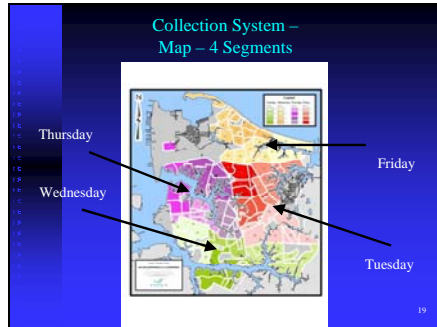 Collection System –
Map – 4 Segments
Thursday
Friday
Wednesday
Tuesday
19